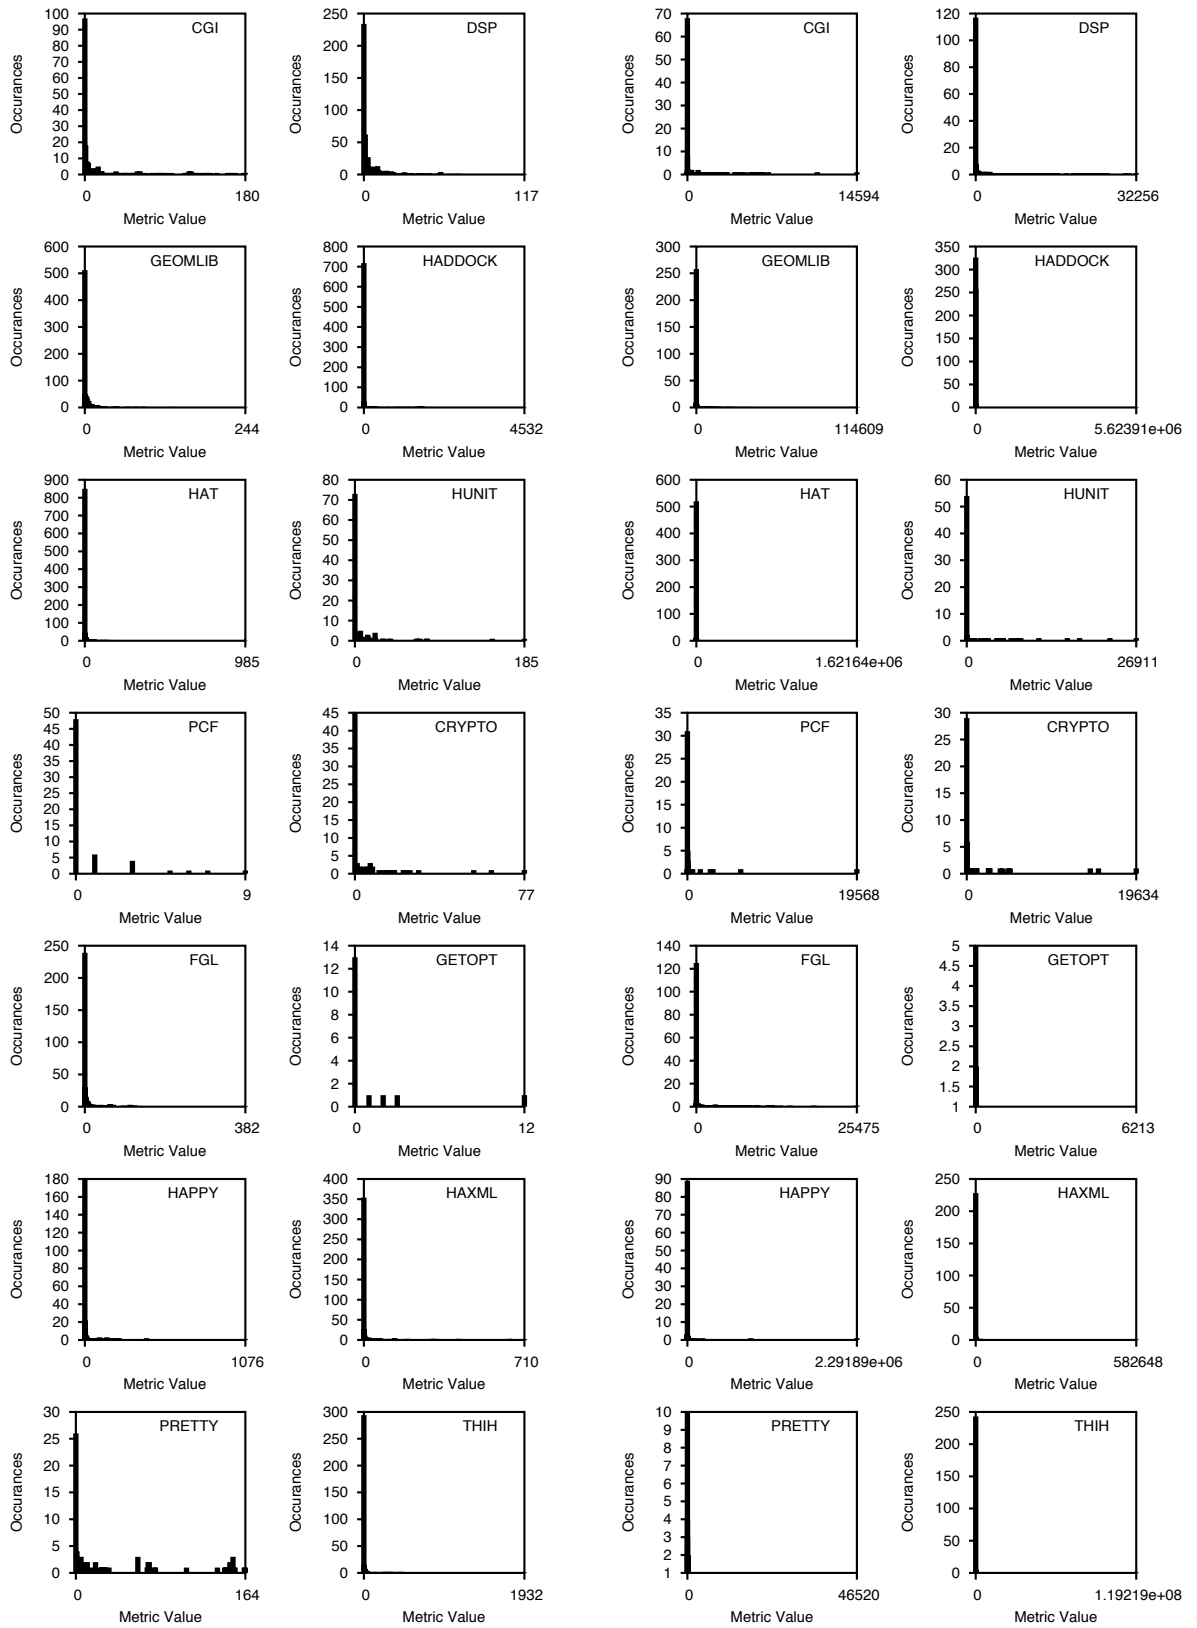 100
CGI
90
80
70
60
50
40
30
20
10
0
Occurances
0 180
Metric Value
250
DSP
200
150
100
50
0
Occurances
0 117
Metric Value
70
CGI
60
50
40
30
20
10
0
Occurances
0 14594
Metric Value
120
DSP
100
80
60
40
20
0
Occurances
0 32256
Metric Value
600
GEOMLIB
500
400
300
200
100
0
Occurances
0 244
Metric Value
800
HADDOCK
700
600
500
400
300
200
100
0
Occurances
0 4532
Metric Value
300
GEOMLIB
250
200
150
100
50
0
Occurances
0 114609
Metric Value
350
HADDOCK
300
250
200
150
100
50
0
Occurances
0 5.62391e+06
Metric Value
900
HAT
800
700
600
500
400
300
200
100
0
Occurances
0 985
Metric Value
80
HUNIT
70
60
50
40
30
20
10
0
Occurances
0 185
Metric Value
600
HAT
500
400
300
200
100
0
Occurances
0 1.62164e+06
Metric Value
60
HUNIT
50
40
30
20
10
0
Occurances
0 26911
Metric Value
50
PCF
45
40
35
30
25
20
15
10
5
0
Occurances
0 9
Metric Value
45
CRYPTO
40
35
30
25
20
15
10
5
0
Occurances
0 77
Metric Value
35
PCF
30
25
20
15
10
5
0
Occurances
0 19568
Metric Value
30
CRYPTO
25
20
15
10
5
0
Occurances
0 19634
Metric Value
250
FGL
200
150
100
50
0
Occurances
0 382
Metric Value
14
GETOPT
12
10
8
6
4
2
0
Occurances
0 12
Metric Value
140
FGL
120
100
80
60
40
20
0
Occurances
0 25475
Metric Value
5
GETOPT
4.5
4
3.5
3
2.5
2
1.5
1
Occurances
0 6213
Metric Value
180
HAPPY
160
140
120
100
80
60
40
20
0
Occurances
0 1076
Metric Value
400
HAXML
350
300
250
200
150
100
50
0
Occurances
0 710
Metric Value
90
HAPPY
80
70
60
50
40
30
20
10
0
Occurances
0 2.29189e+06
Metric Value
250
HAXML
200
150
100
50
0
Occurances
0 582648
Metric Value
30
PRETTY
25
20
15
10
5
0
Occurances
0 164
Metric Value
300
THIH
250
200
150
100
50
0
Occurances
0 1932
Metric Value
10
PRETTY
9
8
7
6
5
4
3
2
1
Occurances
0 46520
Metric Value
250
THIH
200
150
100
50
0
Occurances
0 1.19219e+08
Metric Value